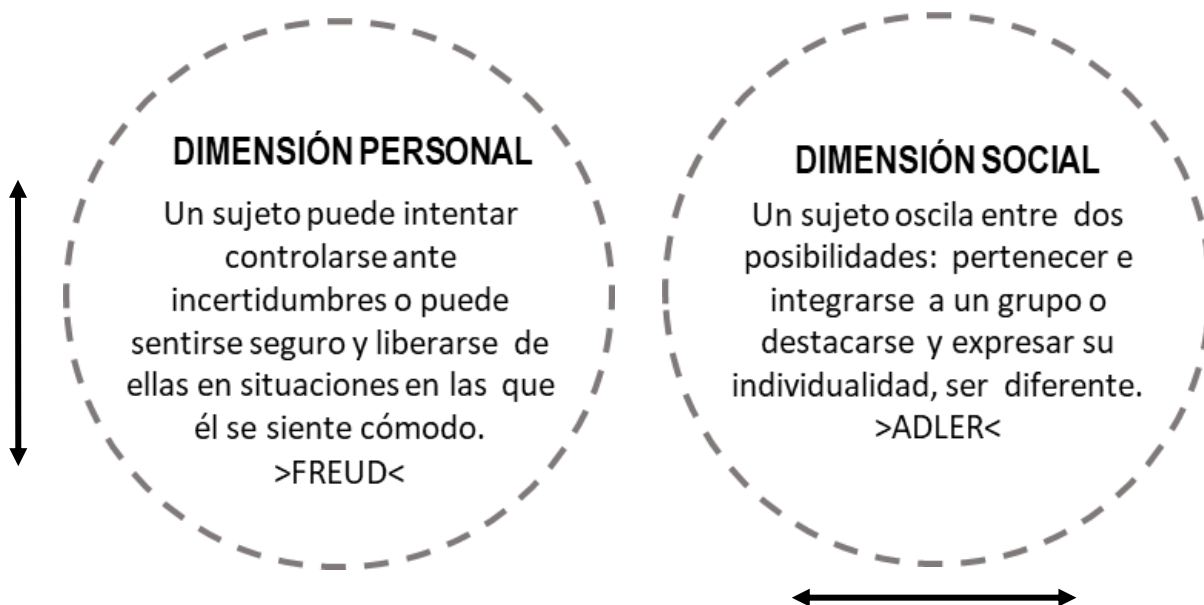 DIMENSIÓN PERSONAL
Un sujeto puede intentar
controlarse ante
incertidumbres o puede
sentirse seguro y liberarse de
ellas en situaciones en las que
él se siente cómodo.
>FREUD<
DIMENSIÓN SOCIAL
Un sujeto oscila entre dos
posibilidades: pertenecer e
integrarse a un grupo o
destacarse y expresar su
individualidad, ser diferente.
>ADLER<